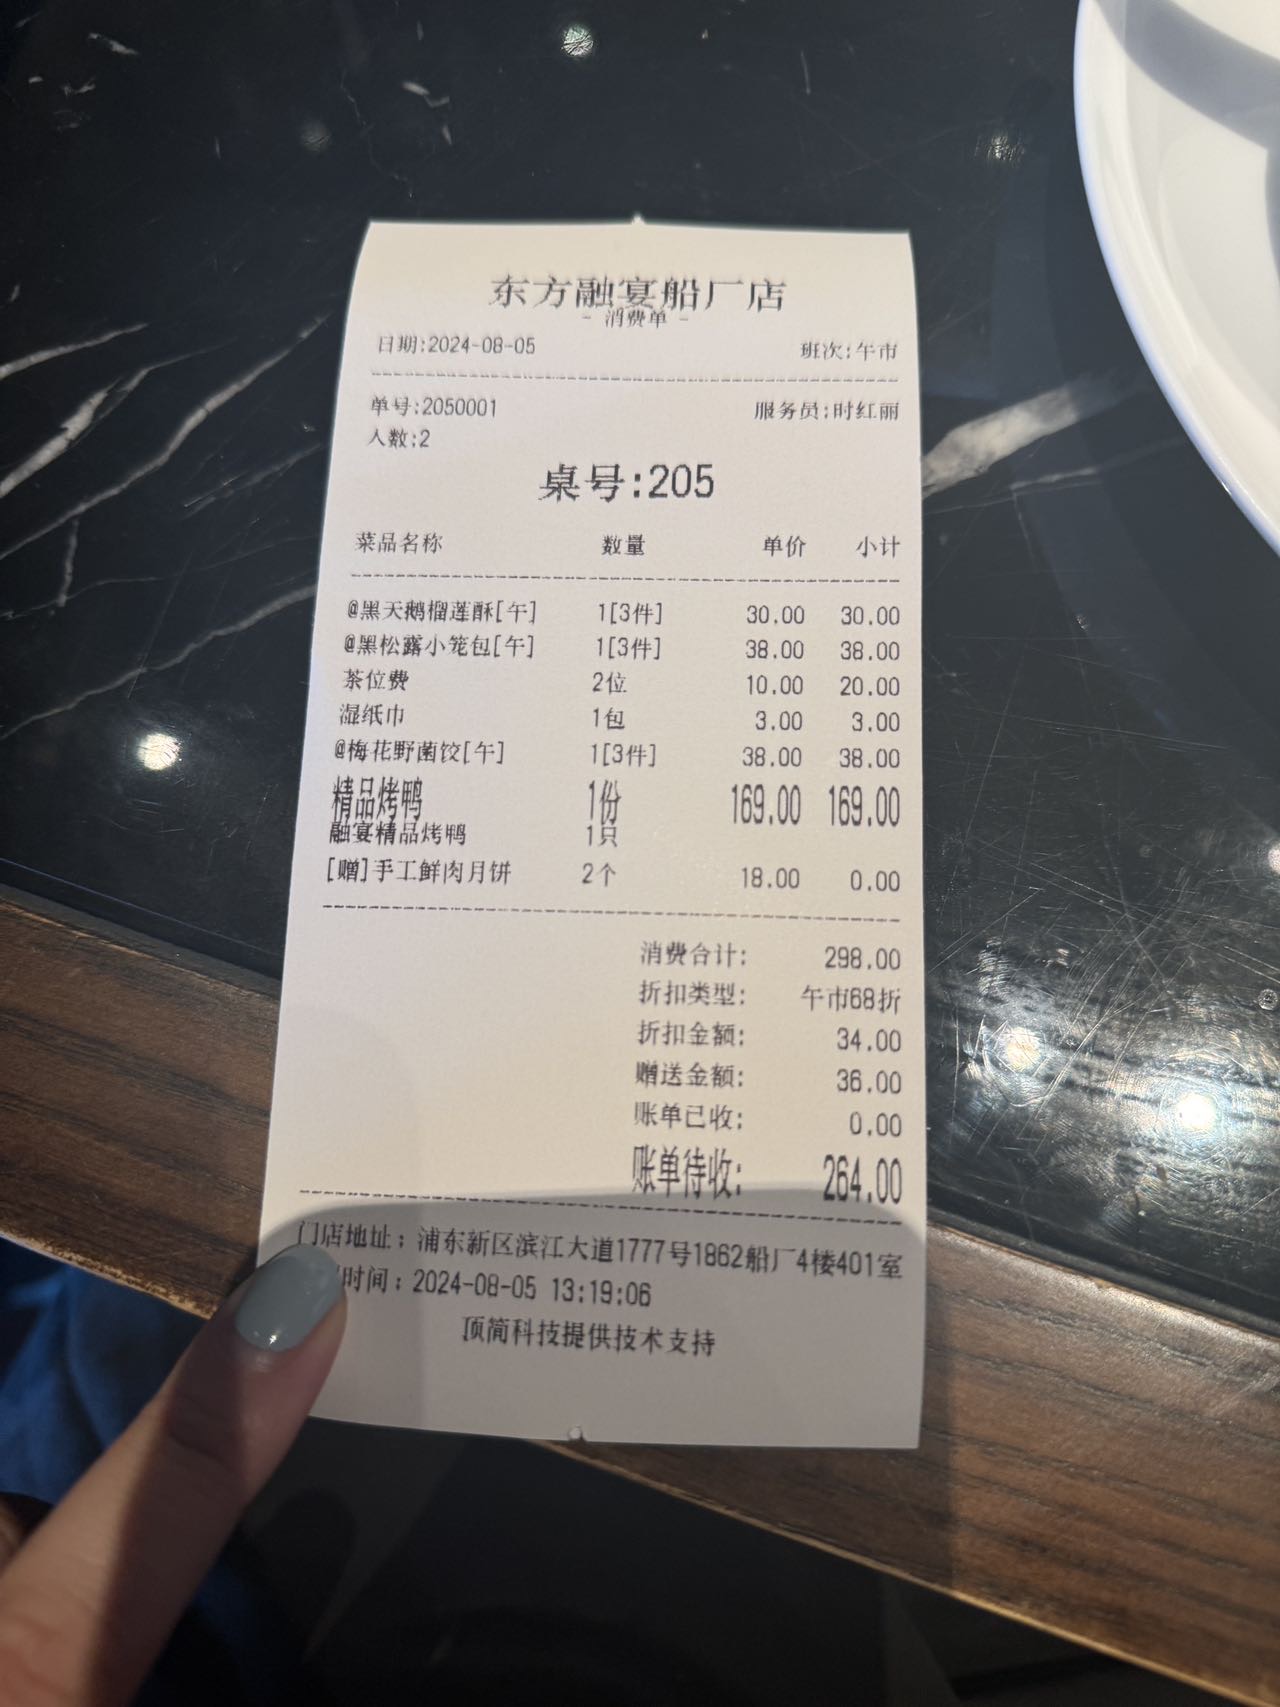 东方融宴船厂店
- 消费单 -
日期:2024-08-05 班次:午市
单号:2050001 服务员:时红丽
人数:2
桌号:205
菜品名称 数量 单价 小计
@黑天鹅榴莲酥[午] 1[3件] 30.00 30.00
@黑松露小笼包[午] 1[3件] 38.00 38.00
茶位费 2位 10.00 20.00
湿纸巾 1包 3.00 3.00
@梅花野菌饺[午] 1[3件] 38.00 38.00
精品烤鸭 1份 169.00 169.00
融宴精品烤鸭 1只
[赠]手工鲜肉月饼 2个 18.00 0.00
消费合计: 298.00
折扣类型: 午市68折
折扣金额: 34.00
赠送金额: 36.00
账单已收: 0.00
账单待收: 264.00
门店地址：浦东新区滨江大道1777号1862船厂4楼401室
时间：2024-08-05 13:19:06
顶简科技提供技术支持